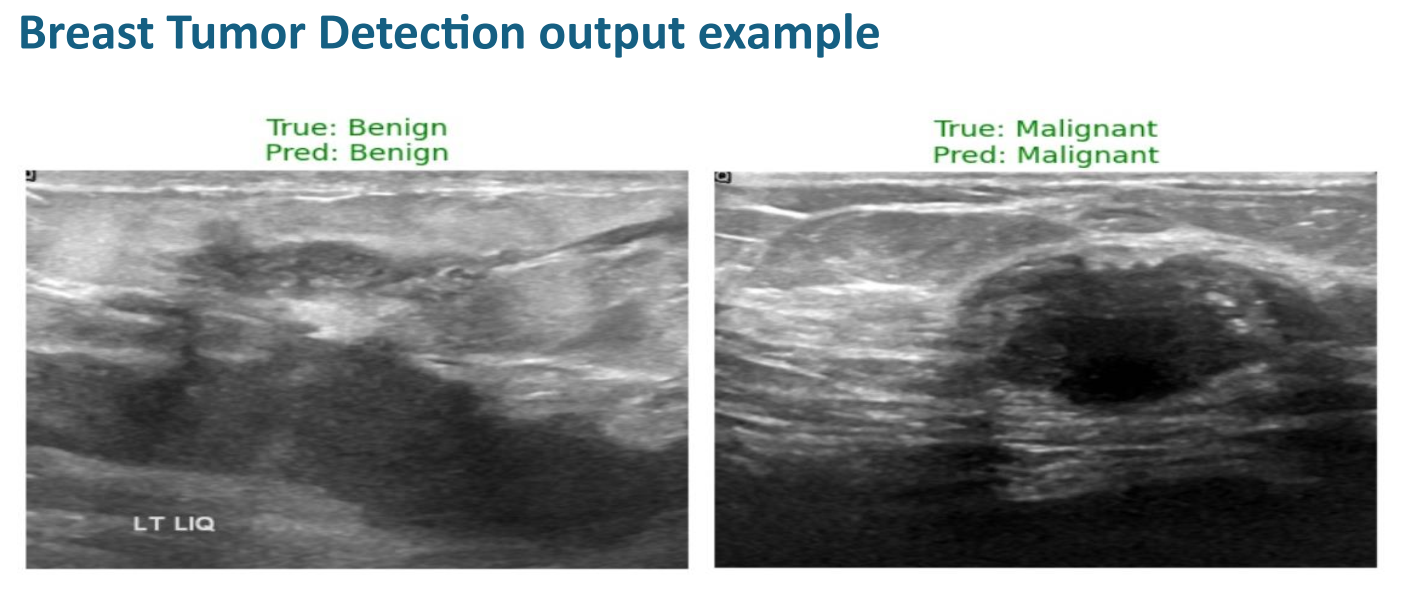 Breast Tumor Detection output example
True: Benign
Pred: Benign
True: Malignant
Pred: Malignant
LT LIQ